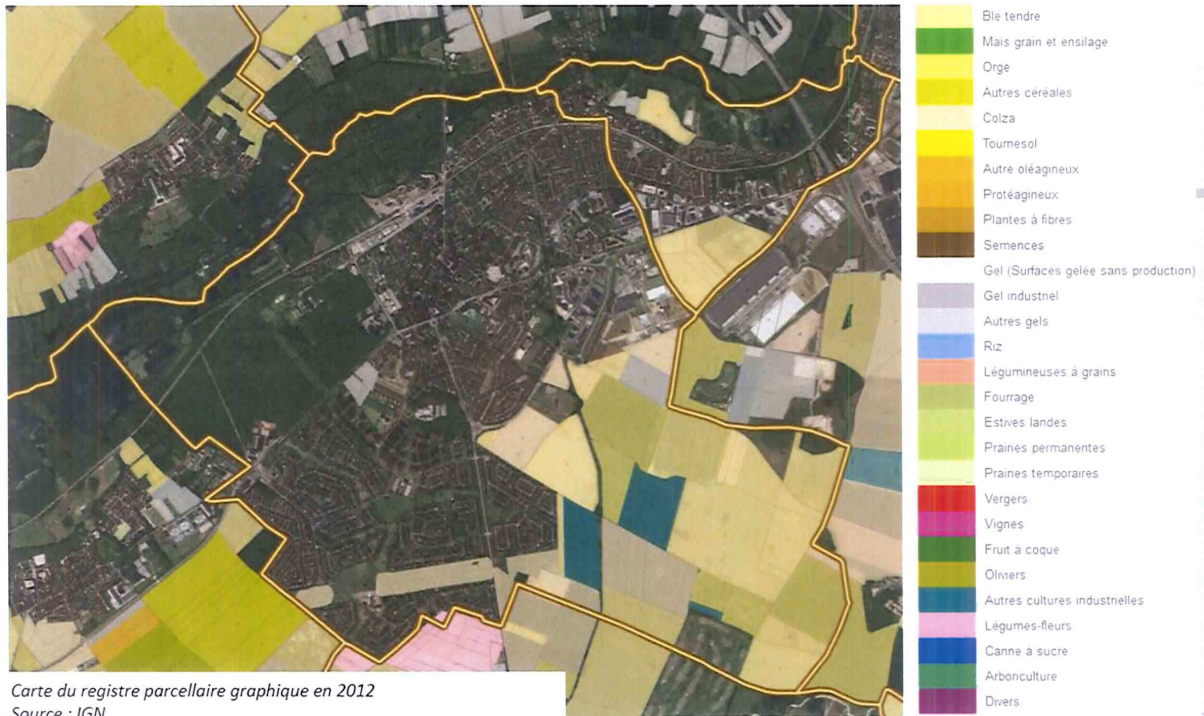 Ble tendre
Mais grain et ensilage
Orge
Autres céréales
Colza
Tournesol
Autre oléagineux
Protéagineux
Plantes à fibres
Semences
Gel (Surfaces gelée sans production)
Gel industriel
Autres gels
Riz
Légumineuses à grains
Fourrage
Estives landes
Prairies permanentes
Prairies temporaires
Vergers
Vignes
Fruit à coque
Oliviers
Autres cultures industrielles
Légumes-fleurs
Canne à sucre
Arboriculture
Divers
Carte du registre parcellaire graphique en 2012
Source : IGN